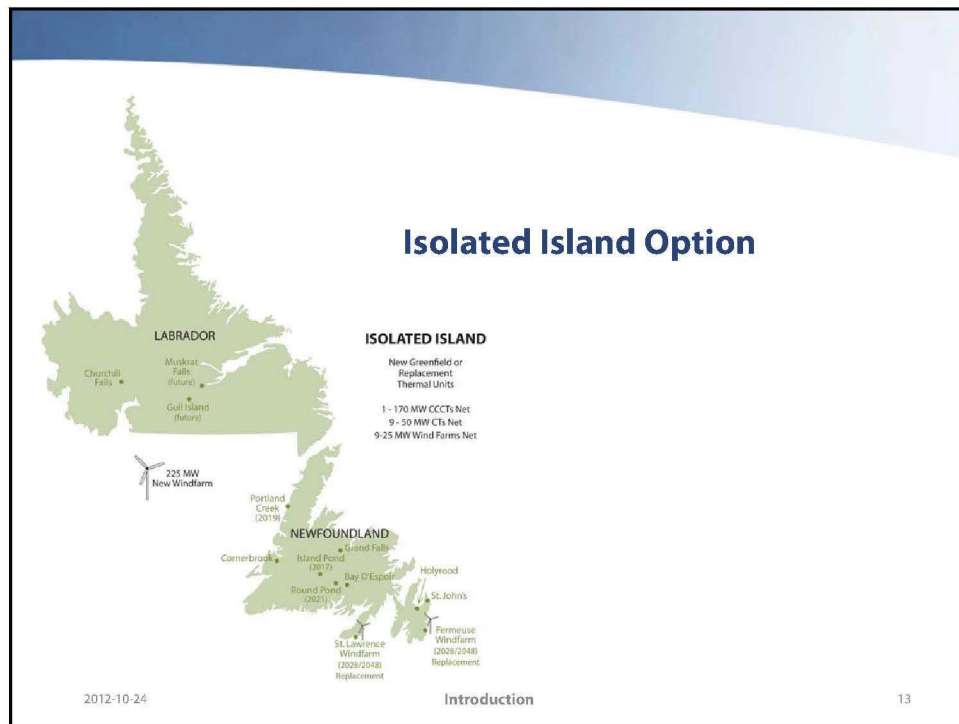 Isolated Island Option
LABRADOR
Churchill
Falls
Muskrat
Falls
(future)
Gull Island
(future)
ISOLATED ISLAND
New Greenfield or
Replacement
Thermal Units
1 - 170 MW CCCTs Net
9 - 50 MW CTs Net
9-25 MW Wind Farms Net
225 MW
New Windfarm
Portland
Creek
(2019)
NEWFOUNDLAND
Grand Falls
Cornerbrook
Island Pond
(2017)
Bay D'Espoir
Round Pond
(2021)
Holyrood
St. John's
St. Lawrence
Windfarm
(2028/2048)
Replacement
Fermeuse
Windfarm
(2028/2048)
Replacement
2012-10-24
Introduction
13